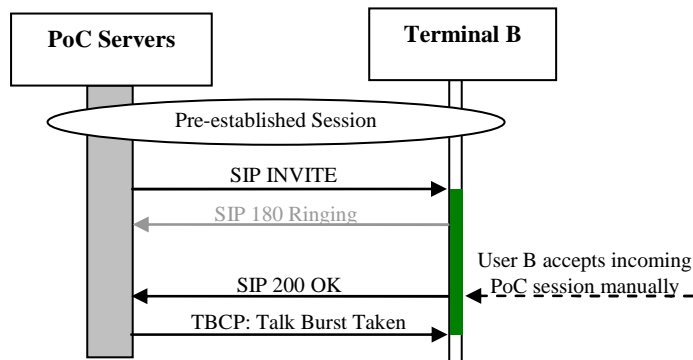 PoC Servers
Terminal B
Pre-established Session
SIP INVITE
SIP 180 Ringing
User B accepts incoming
PoC session manually
SIP 200 OK
TBCP: Talk Burst Taken